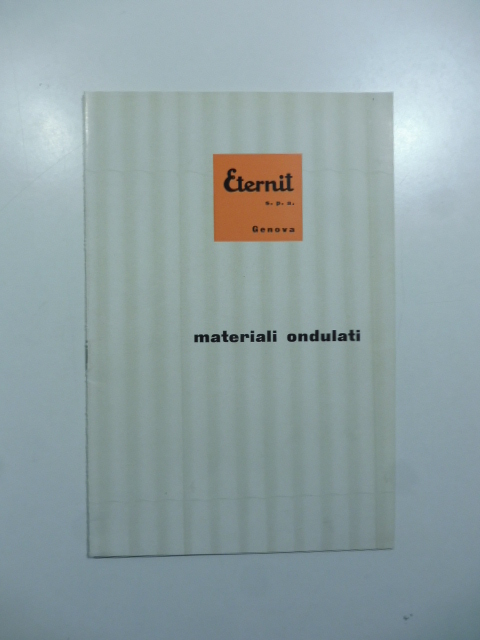 Eternit
s. p. a.
Genova
materiali ondulati